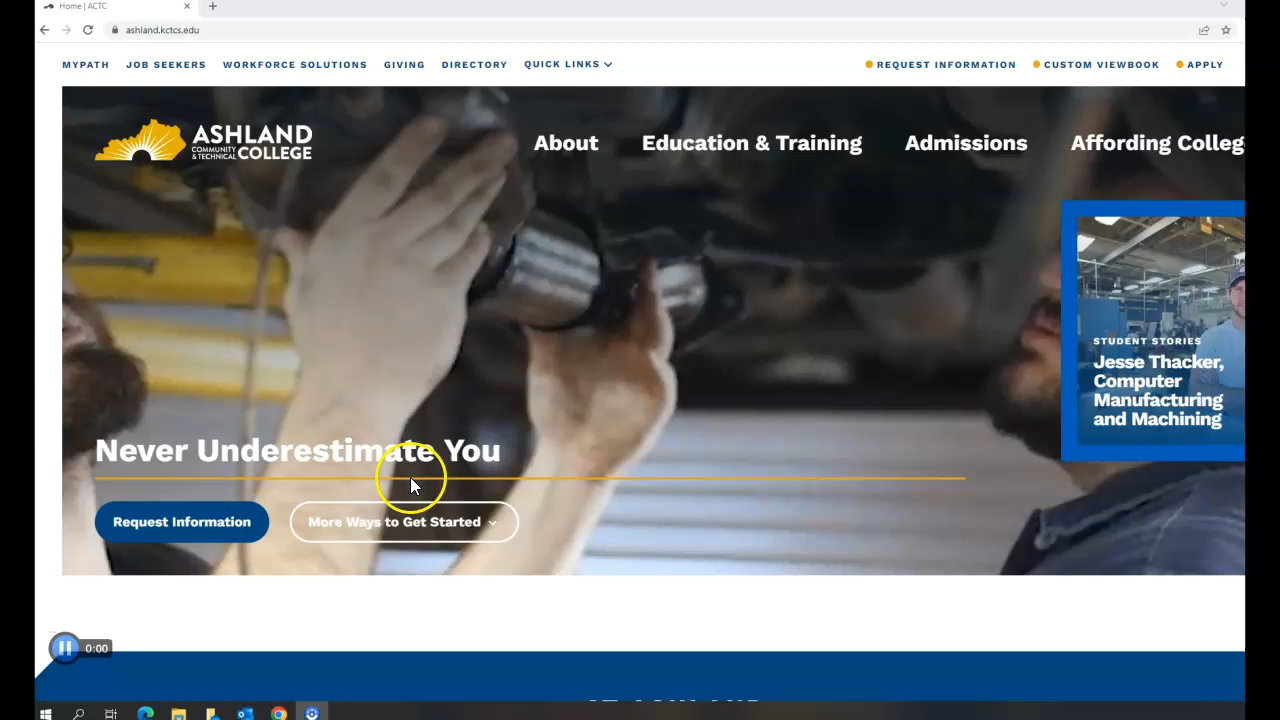 Home | ACTC
ashland.kctcs.edu
MYPATH JOB SEEKERS WORKFORCE SOLUTIONS GIVING DIRECTORY QUICK LINKS REQUEST INFORMATION CUSTOM VIEWBOOK APPLY
ASHLAND
COMMUNITY & TECHNICAL COLLEGE
About Education & Training Admissions Affording Colleg
STUDENT STORIES
Jesse Thacker,
Computer
Manufacturing
and Machining
Never Underestimate You
Request Information More Ways to Get Started
0:00